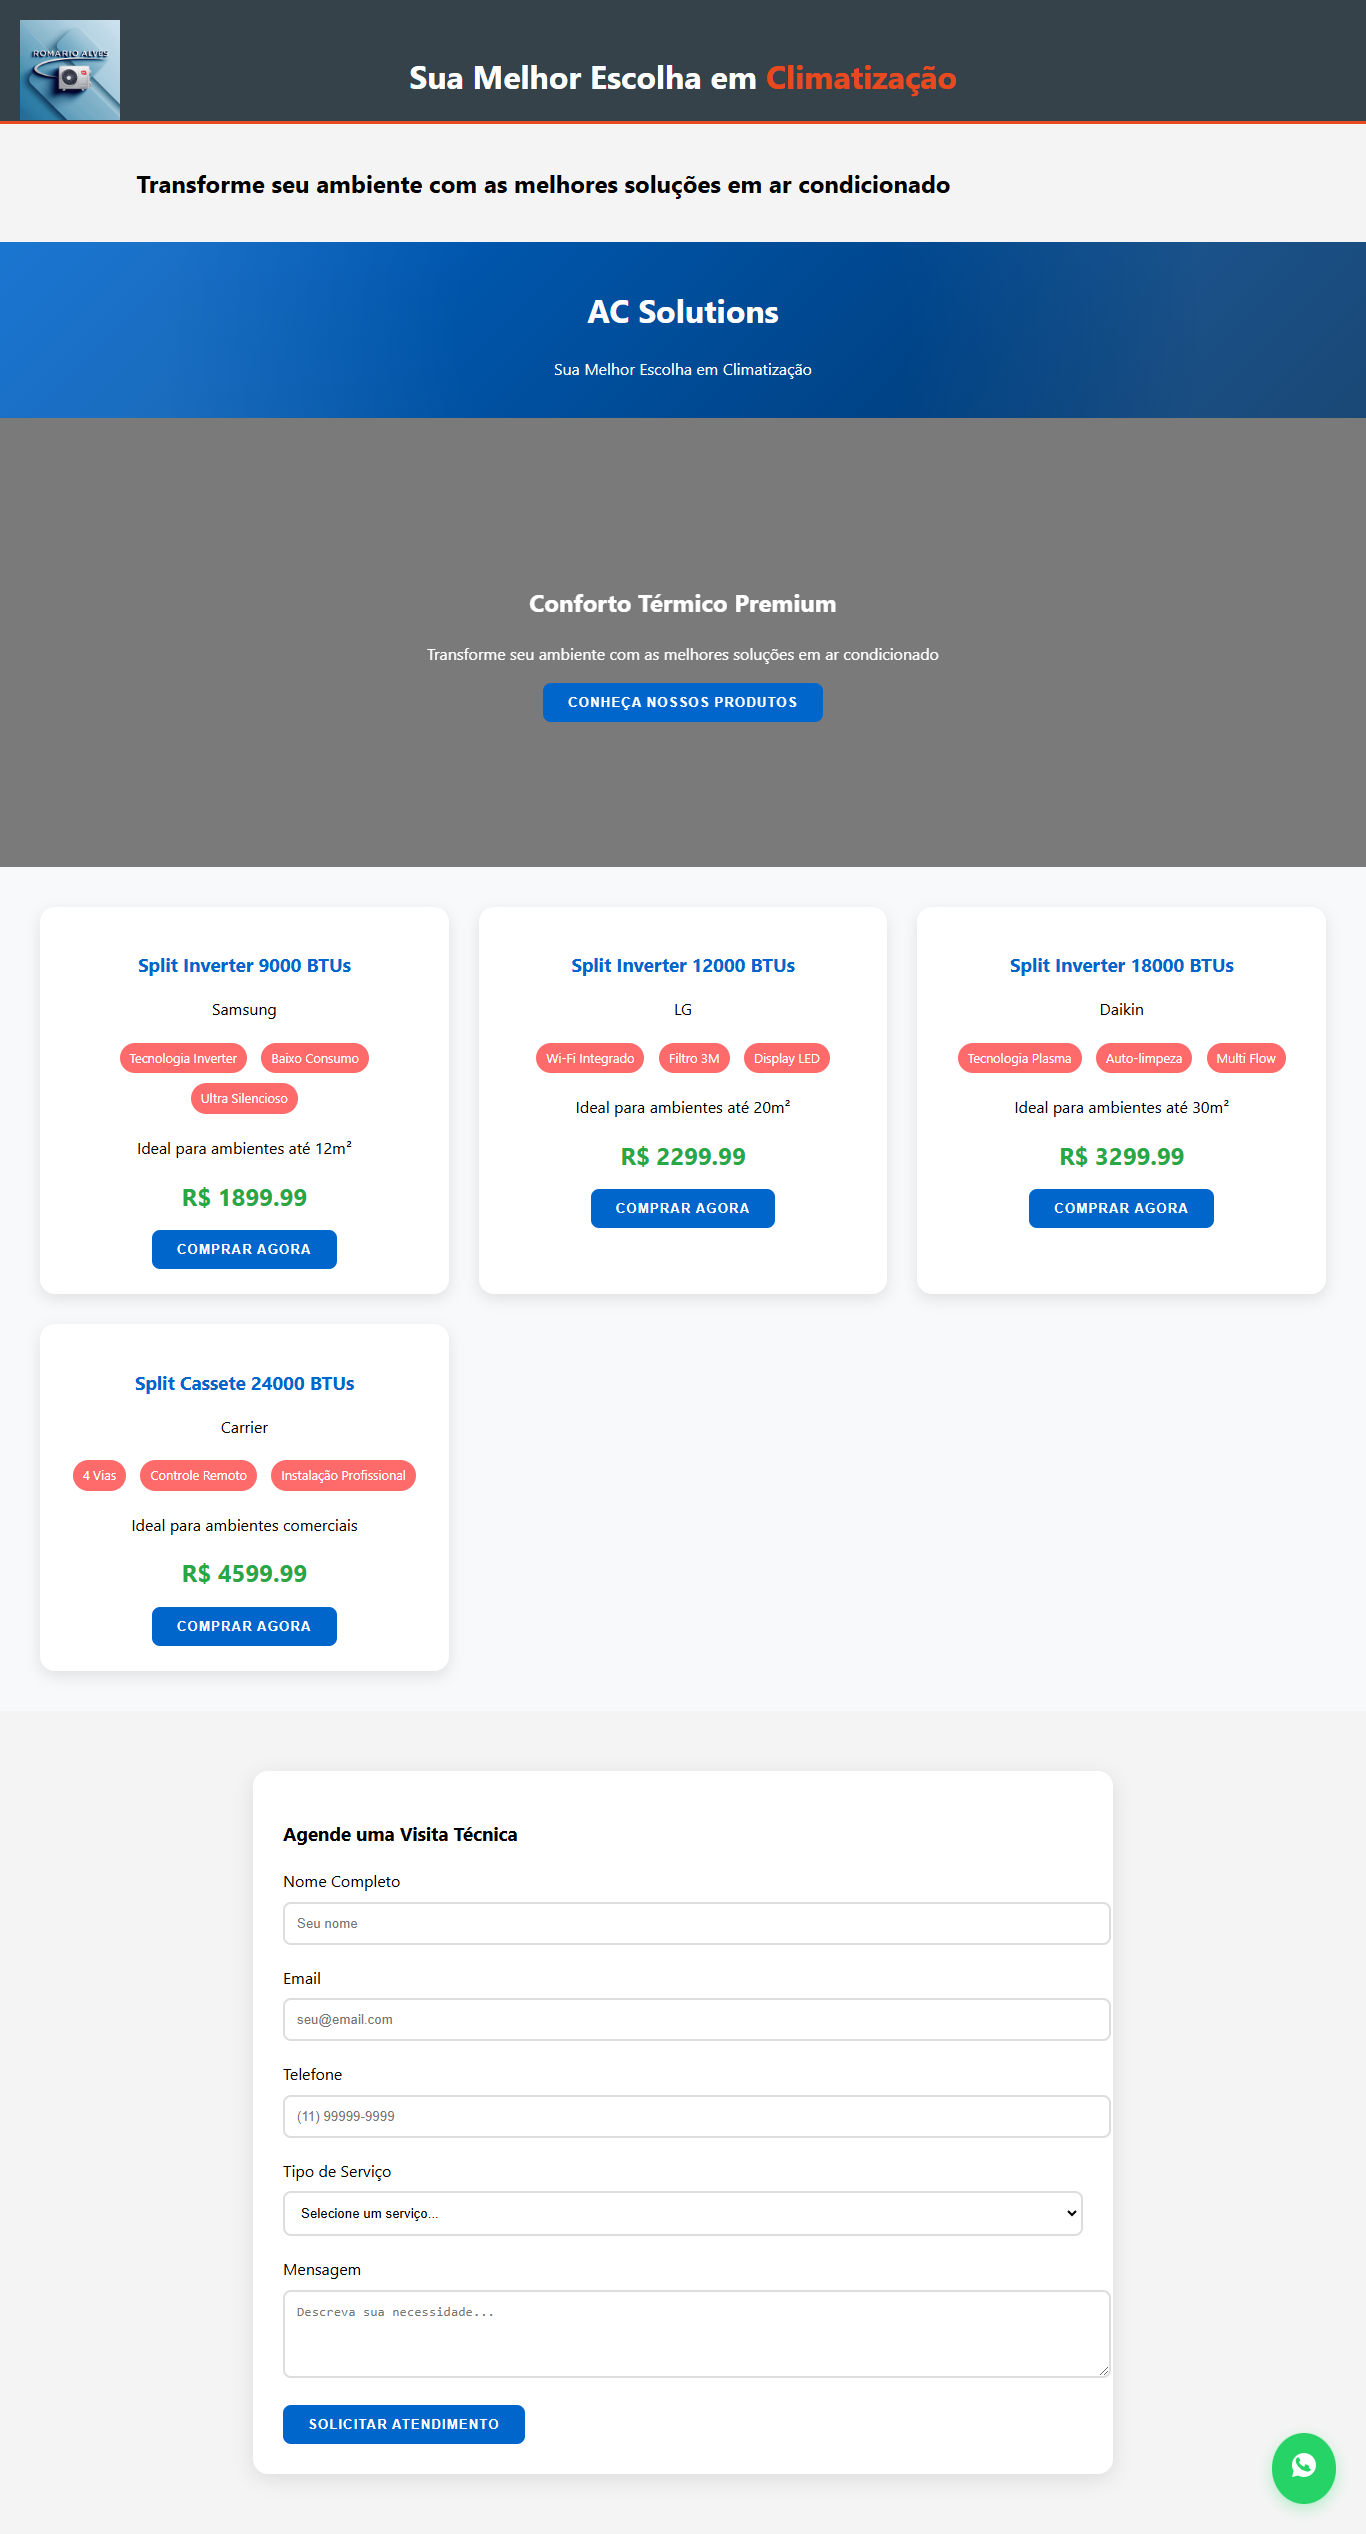 ROMÁRIO ALVES
Sua Melhor Escolha em Climatização
Transforme seu ambiente com as melhores soluções em ar condicionado
AC Solutions
Sua Melhor Escolha em Climatização
Conforto Térmico Premium
Transforme seu ambiente com as melhores soluções em ar condicionado
CONHEÇA NOSSOS PRODUTOS
Split Inverter 9000 BTUs
Samsung
Tecnologia Inverter Baixo Consumo
Ultra Silencioso
Ideal para ambientes até 12m²
R$ 1899.99
COMPRAR AGORA
Split Inverter 12000 BTUs
LG
Wi-Fi Integrado Filtro 3M Display LED
Ideal para ambientes até 20m²
R$ 2299.99
COMPRAR AGORA
Split Inverter 18000 BTUs
Daikin
Tecnologia Plasma Auto-limpeza Multi Flow
Ideal para ambientes até 30m²
R$ 3299.99
COMPRAR AGORA
Split Cassete 24000 BTUs
Carrier
4 Vias Controle Remoto Instalação Profissional
Ideal para ambientes comerciais
R$ 4599.99
COMPRAR AGORA
Agende uma Visita Técnica
Nome Completo
Seu nome
Email
seu@email.com
Telefone
(11) 99999-9999
Tipo de Serviço
Selecione um serviço...
Mensagem
Descreva sua necessidade...
SOLICITAR ATENDIMENTO